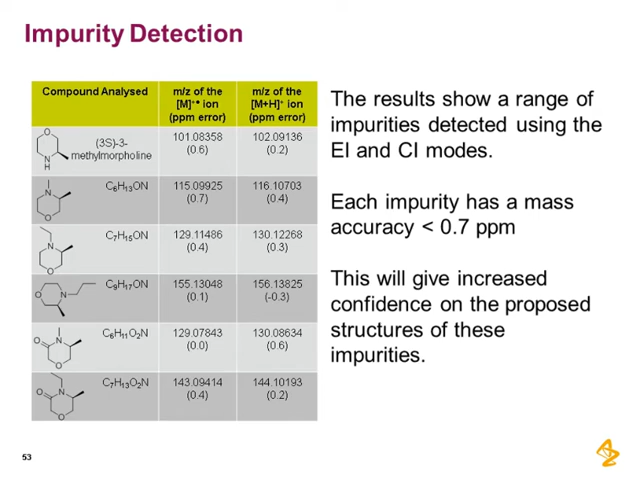 Impurity Detection
Compound Analysed
m/z of the
[M]⁺• ion
(ppm error)
m/z of the
[M+H]⁺ ion
(ppm error)
O
N
H
(3S)-3-
methylmorpholine
101.08358
(0.6)
102.09136
(0.2)
N
O
C₆H₁₃ON
115.09925
(0.7)
116.10703
(0.4)
N
O
C₇H₁₅ON
129.11486
(0.4)
130.12268
(0.3)
O
N
C₉H₁₇ON
155.13048
(0.1)
156.13825
(-0.3)
O
N
O
C₆H₁₁O₂N
129.07843
(0.0)
130.08634
(0.6)
O
N
O
C₇H₁₃O₂N
143.09414
(0.4)
144.10193
(0.2)
The results show a range of
impurities detected using the
EI and CI modes.
Each impurity has a mass
accuracy < 0.7 ppm
This will give increased
confidence on the proposed
structures of these
impurities.
53